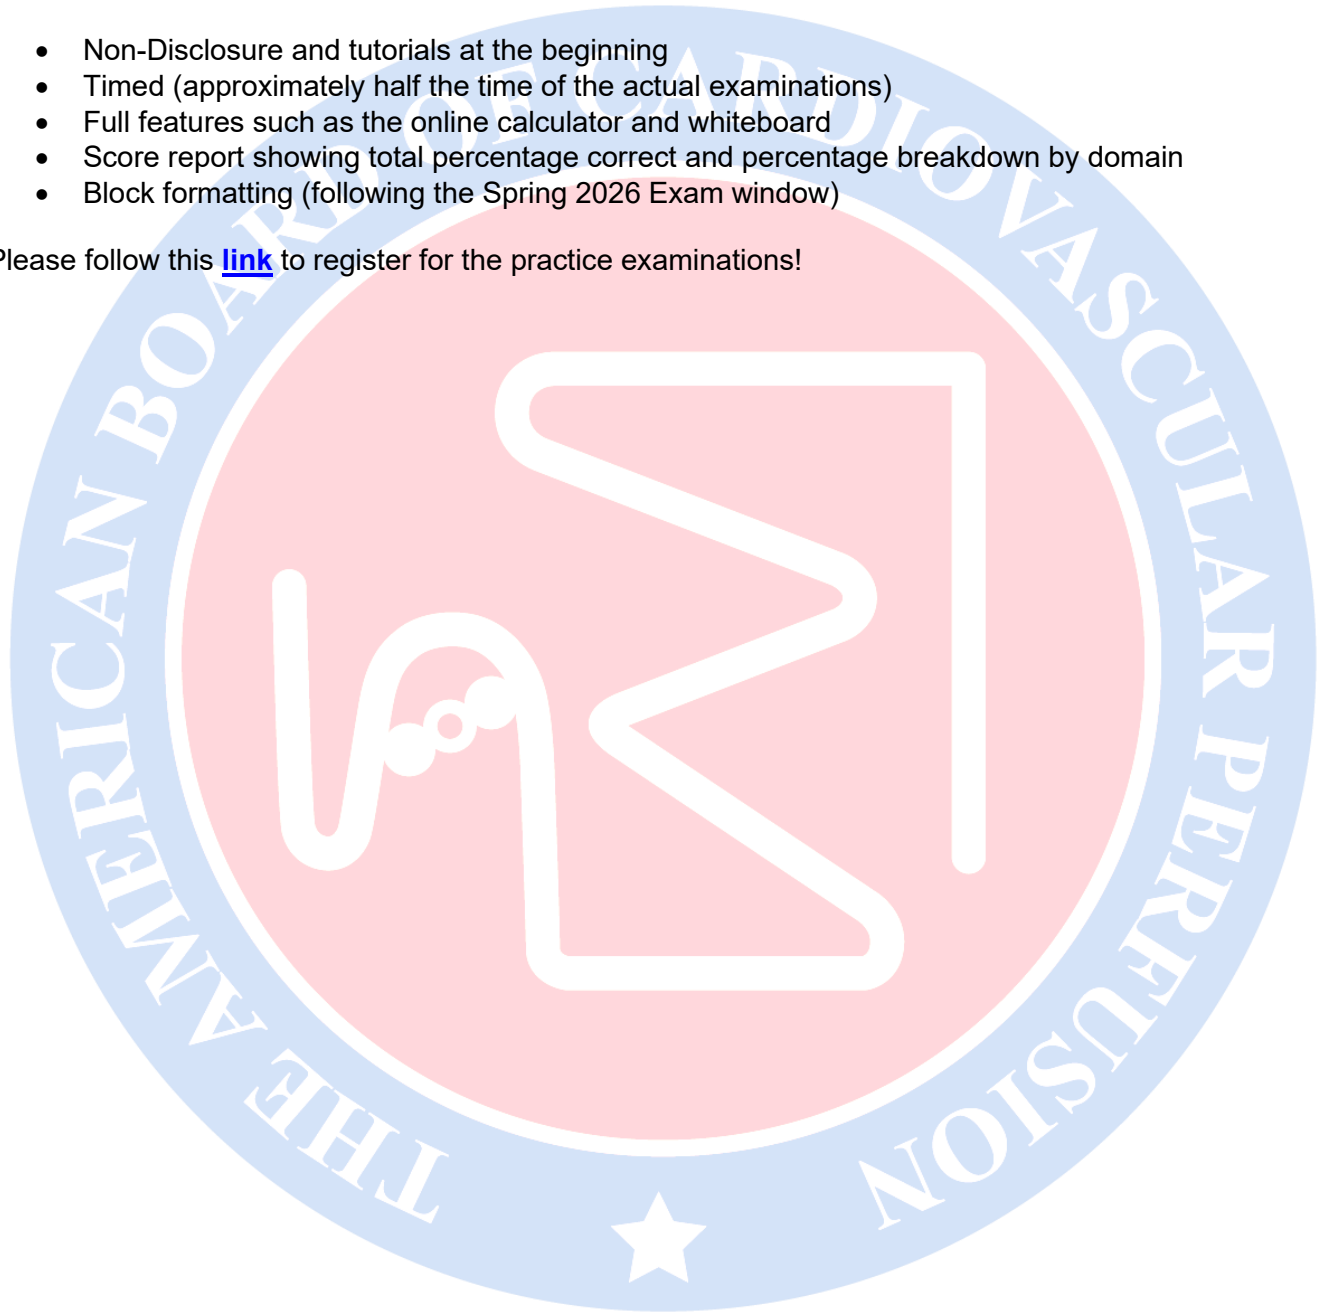 • Non-Disclosure and tutorials at the beginning
• Timed (approximately half the time of the actual examinations)
• Full features such as the online calculator and whiteboard
• Score report showing total percentage correct and percentage breakdown by domain
• Block formatting (following the Spring 2026 Exam window)
Please follow this link to register for the practice examinations!
THE AMERICAN BOARD OF CARDIOVASCULAR PERFUSION